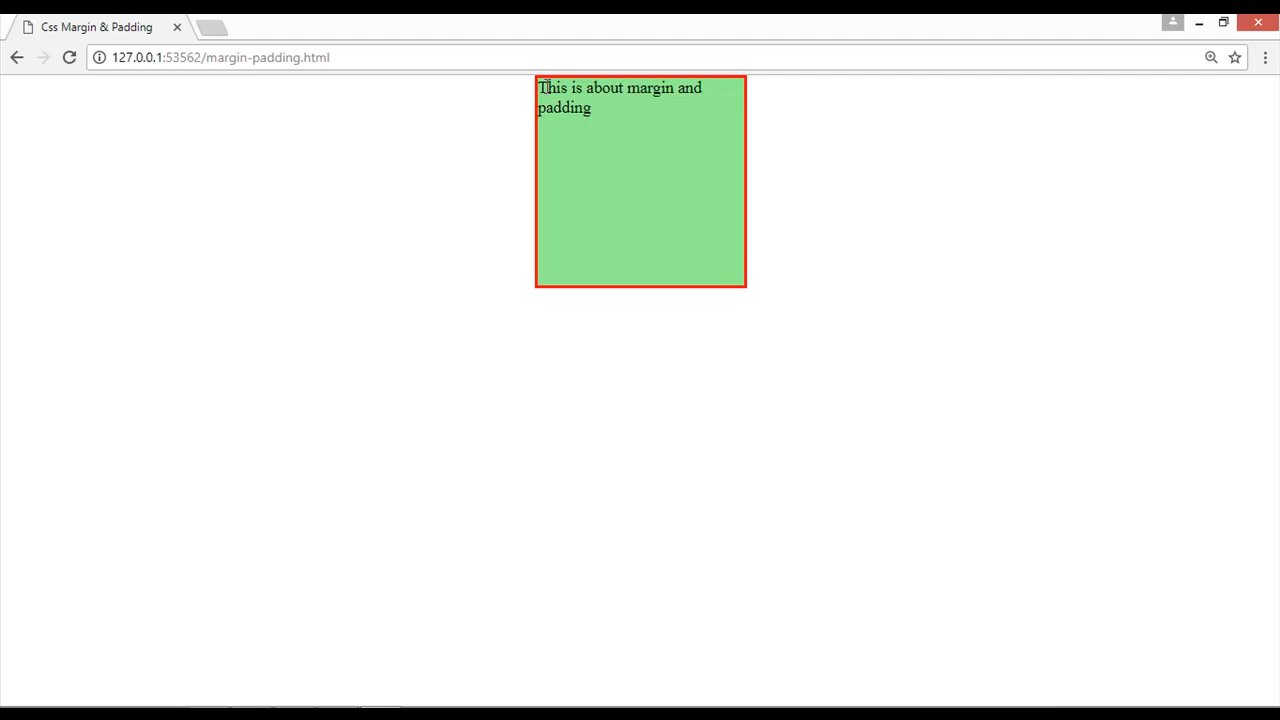 Css Margin & Padding
127.0.0.1:53562/margin-padding.html
This is about margin and
padding